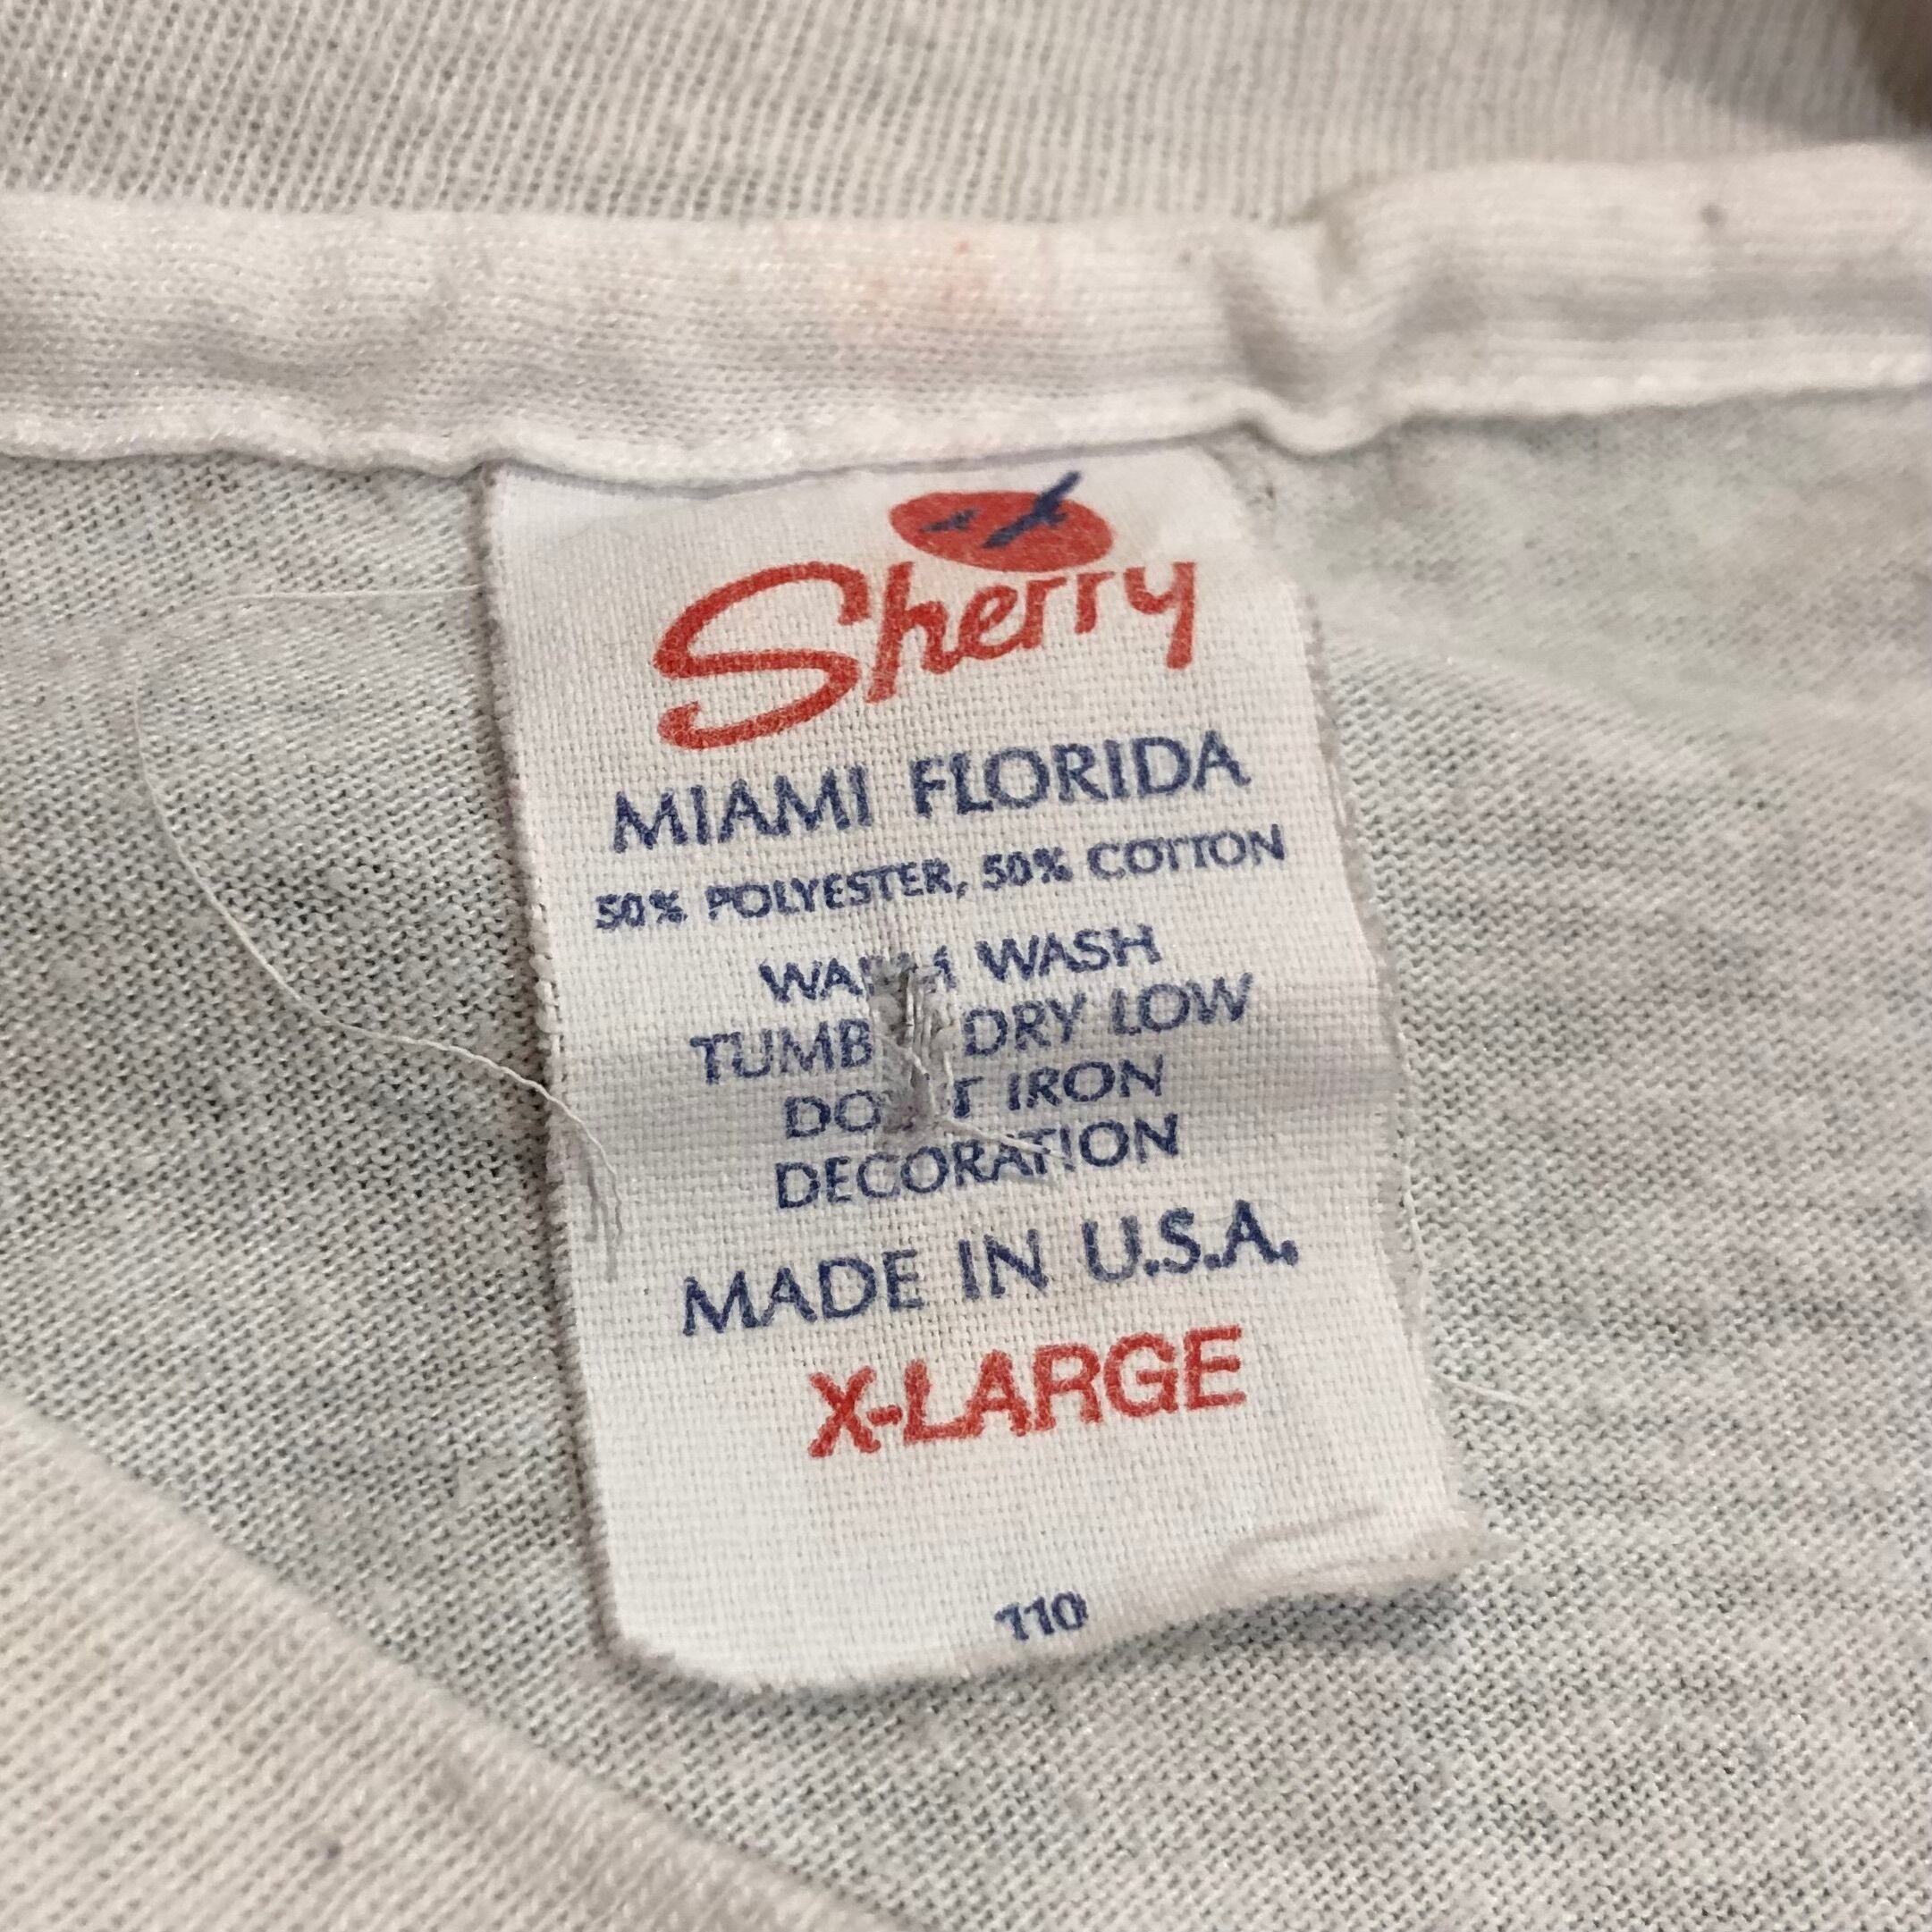 Sherry
MIAMI FLORIDA
50% POLYESTER, 50% COTTON
WASH
DRY LOW
IRON
DECORATION
MADE IN U.S.A.
X-LARGE
110